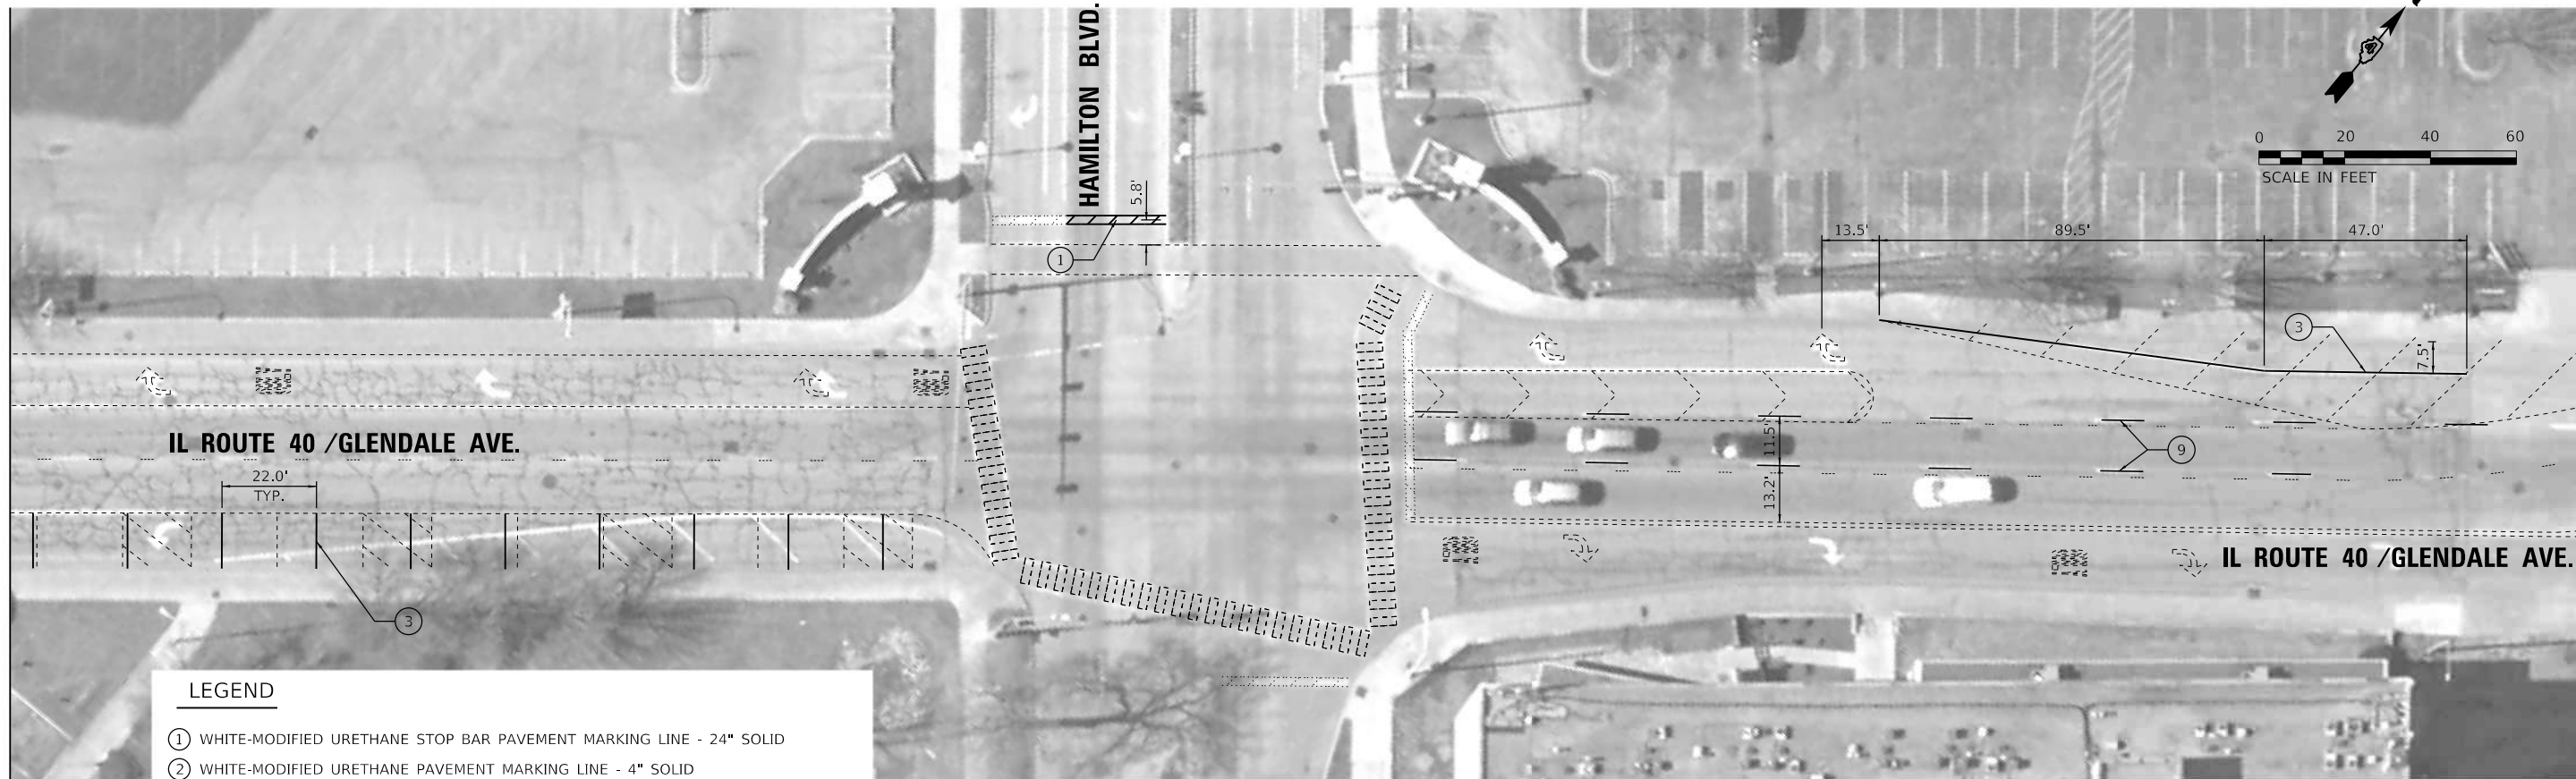 HAMILTON BLVD.
0 20 40 60
SCALE IN FEET
5.8'
1
13.5' 89.5' 47.0'
3
7.5'
IL ROUTE 40 /GLENDALE AVE.
11.5'
9
22.0'
TYP.
13.2'
IL ROUTE 40 /GLENDALE AVE.
3
LEGEND
1 WHITE-MODIFIED URETHANE STOP BAR PAVEMENT MARKING LINE - 24" SOLID
2 WHITE-MODIFIED URETHANE PAVEMENT MARKING LINE - 4" SOLID